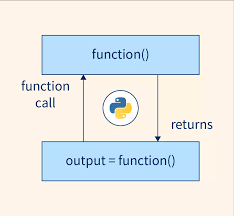 function()
function
call
returns
output = function()